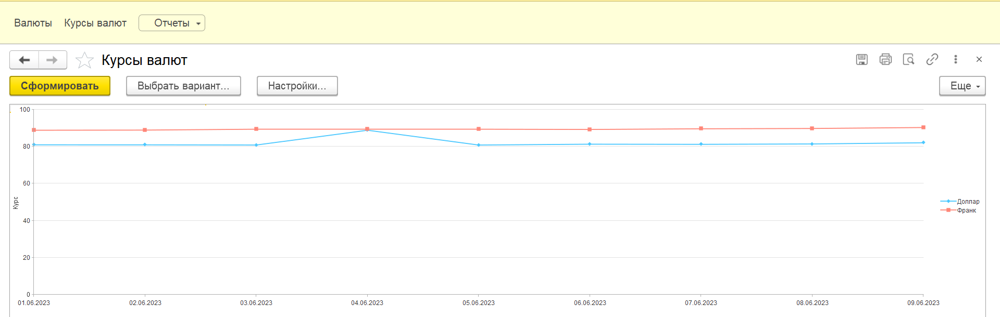 Валюты Курсы валют Отчеты
Курсы валют
Сформировать Выбрать вариант... Настройки... Еще
100
80
60
40
20
0
Курс
01.06.2023 02.06.2023 03.06.2023 04.06.2023 05.06.2023 06.06.2023 07.06.2023 08.06.2023 09.06.2023
Доллар
Франк